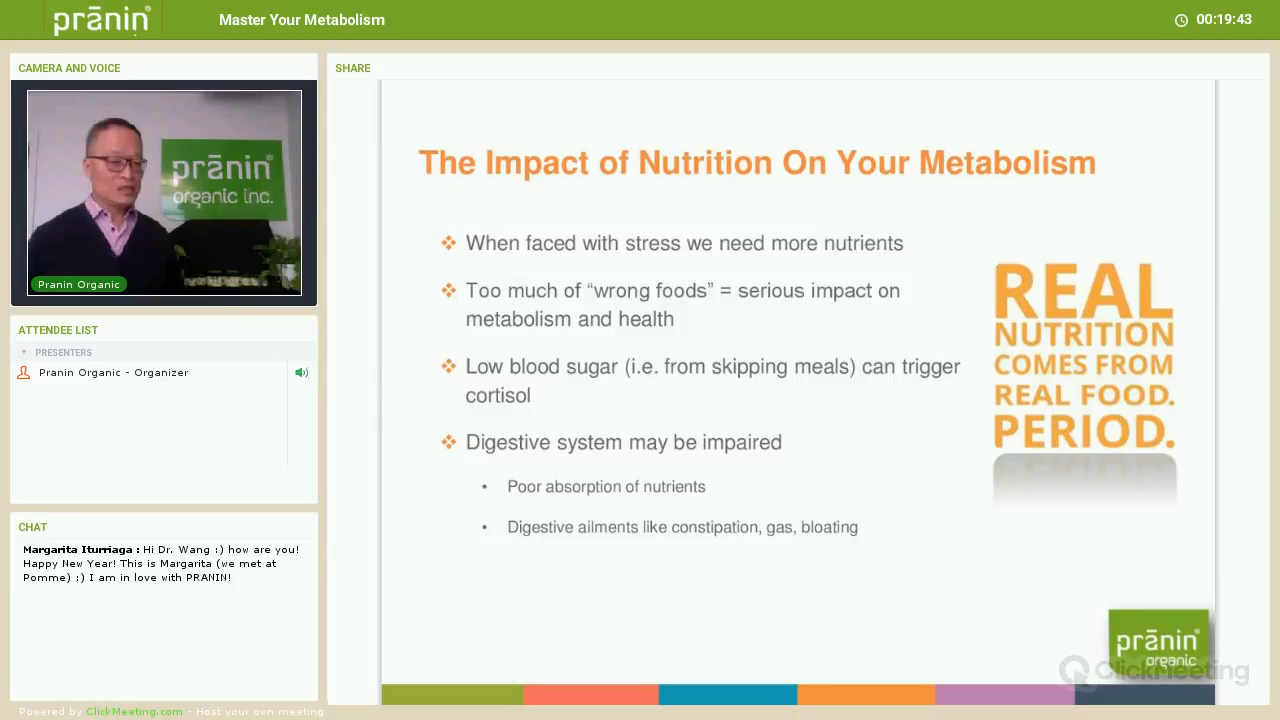 prānin®
Master Your Metabolism
00:19:43
CAMERA AND VOICE
prānin®
organic inc.
Pranin Organic
ATTENDEE LIST
PRESENTERS
Pranin Organic - Organizer
CHAT
Margarita Iturriaga : Hi Dr. Wang :) how are you!
Happy New Year! This is Margarita (we met at
Pomme) :) I am in love with PRANIN!
SHARE
The Impact of Nutrition On Your Metabolism
When faced with stress we need more nutrients
Too much of “wrong foods” = serious impact on
metabolism and health
Low blood sugar (i.e. from skipping meals) can trigger
cortisol
Digestive system may be impaired
• Poor absorption of nutrients
• Digestive ailments like constipation, gas, bloating
REAL
NUTRITION
COMES FROM
REAL FOOD.
PERIOD.
prānin®
organic
ClickMeeting
Powered by ClickMeeting.com - Host your own meeting